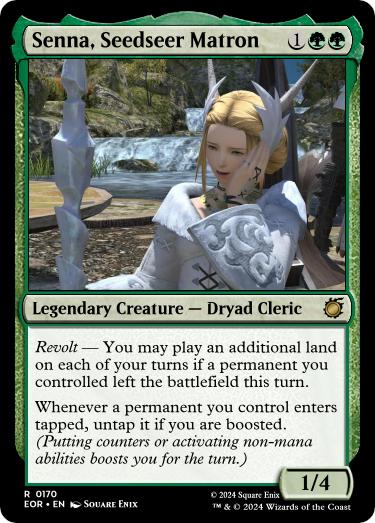 Senna, Seedseer Matron 1
Legendary Creature — Dryad Cleric
Revolt — You may play an additional land
on each of your turns if a permanent you
controlled left the battlefield this turn.
Whenever a permanent you control enters
tapped, untap it if you are boosted.
(Putting counters or activating non-mana
abilities boosts you for the turn.)
1/4
R 0170
EOR • EN SQUARE ENIX
© 2024 Square Enix
™ & © 2024 Wizards of the Coast